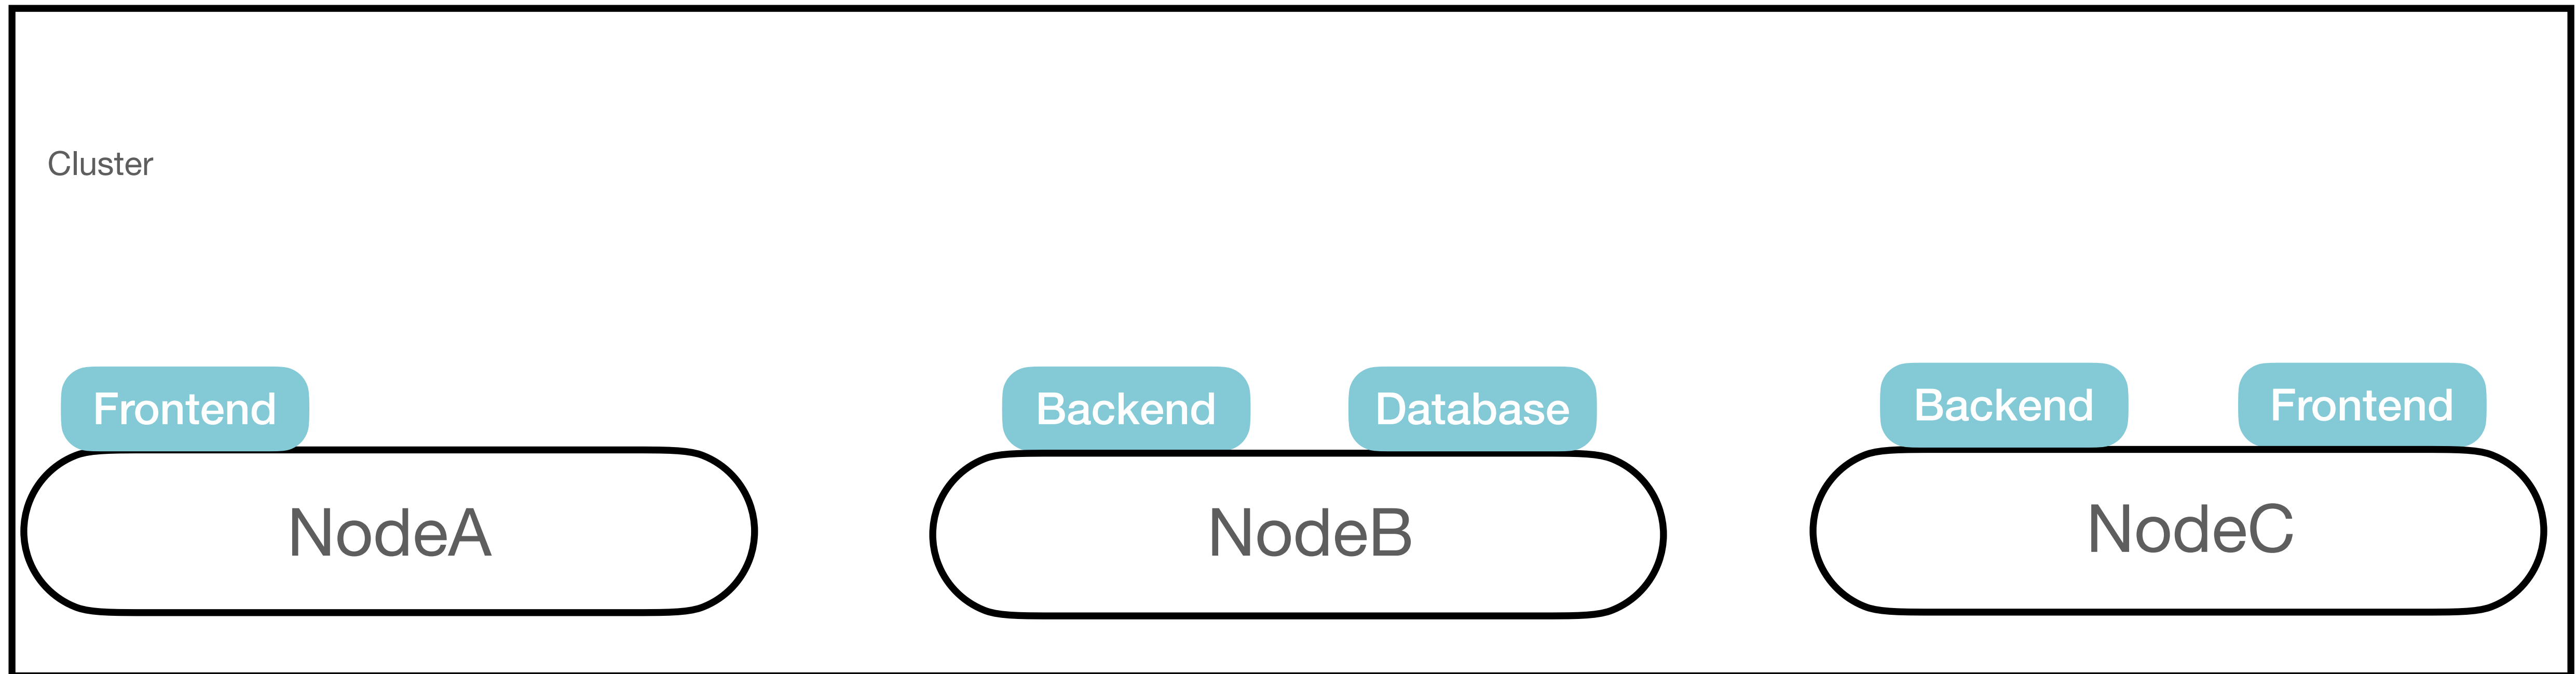 Cluster
Frontend
Backend
Database
Backend
Frontend
NodeA
NodeB
NodeC